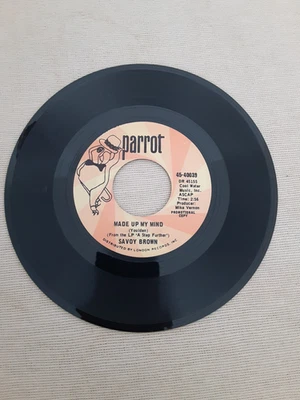 parrot
45-40039
DR 46155
Cool Water
Music, Inc.
ASCAP
Time: 2:56
Producer:
Mike Vernon
PROMOTIONAL
COPY
MADE UP MY MIND
(Youlden)
(From the LP "A Step Further")
SAVOY BROWN
DISTRIBUTED BY LONDON RECORDS, INC.